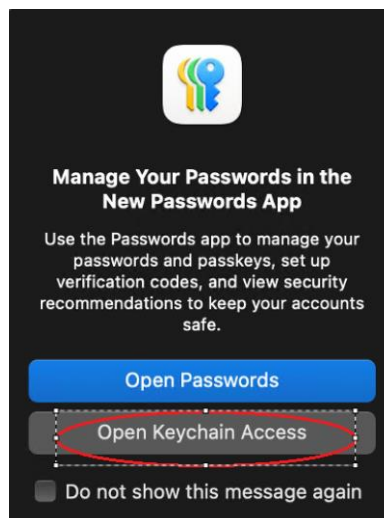 Manage Your Passwords in the
New Passwords App
Use the Passwords app to manage your
passwords and passkeys, set up
verification codes, and view security
recommendations to keep your accounts
safe.
Open Passwords
Open Keychain Access
Do not show this message again